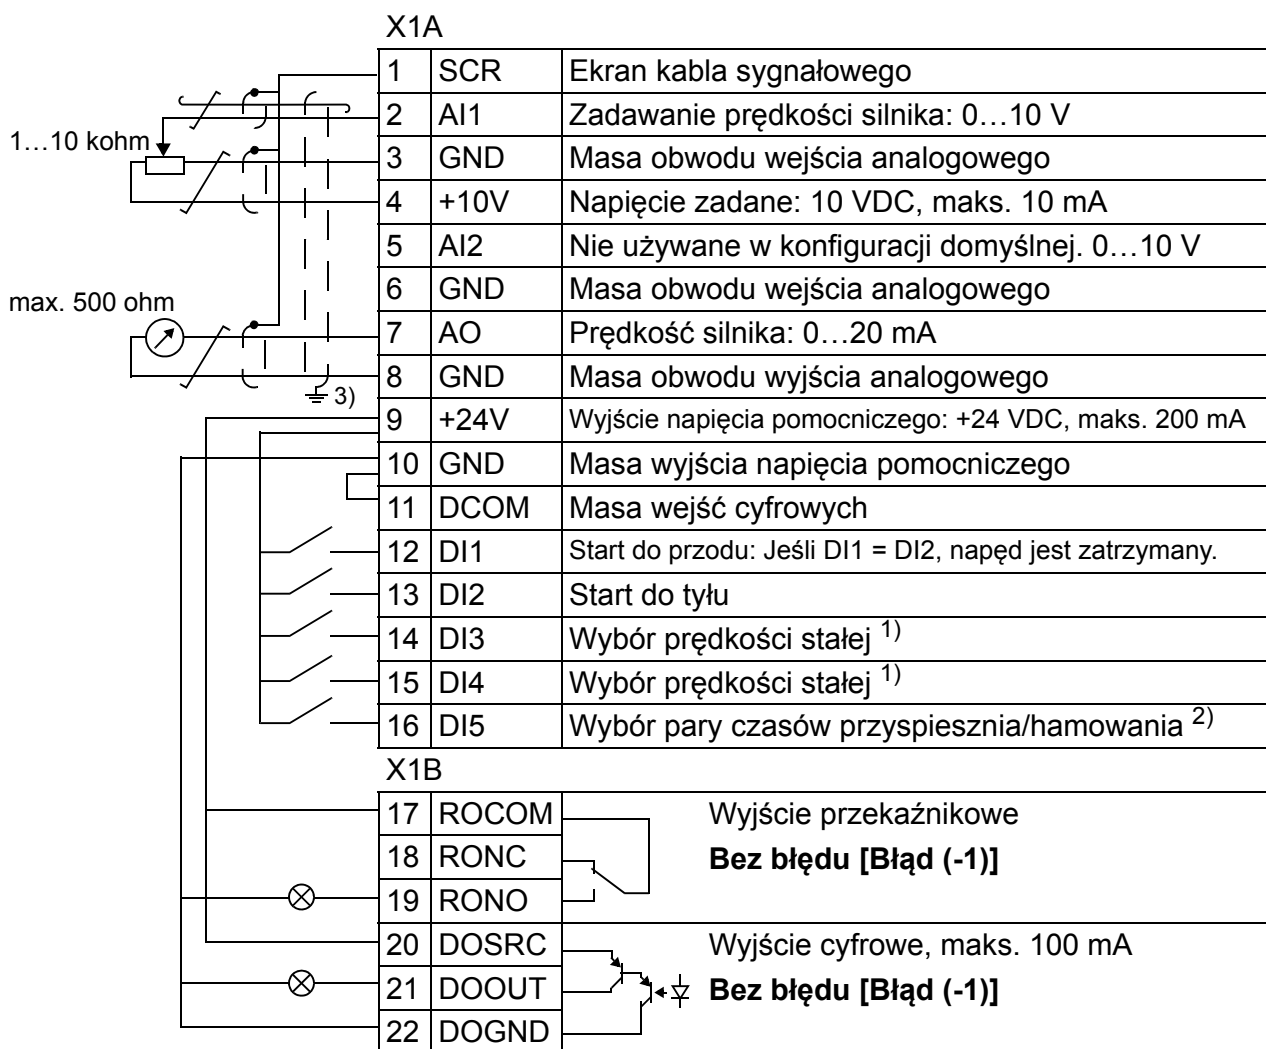 X1A
1 SCR Ekran kabla sygnałowego
2 AI1 Zadawanie prędkości silnika: 0…10 V
1…10 kohm
3 GND Masa obwodu wejścia analogowego
4 +10V Napięcie zadane: 10 VDC, maks. 10 mA
5 AI2 Nie używane w konfiguracji domyślnej. 0…10 V
6 GND Masa obwodu wejścia analogowego
max. 500 ohm
7 AO Prędkość silnika: 0…20 mA
8 GND Masa obwodu wyjścia analogowego
3)
9 +24V Wyjście napięcia pomocniczego: +24 VDC, maks. 200 mA
10 GND Masa wyjścia napięcia pomocniczego
11 DCOM Masa wejść cyfrowych
12 DI1 Start do przodu: Jeśli DI1 = DI2, napęd jest zatrzymany.
13 DI2 Start do tyłu
14 DI3 Wybór prędkości stałej 1)
15 DI4 Wybór prędkości stałej 1)
16 DI5 Wybór pary czasów przyspiesznia/hamowania 2)
X1B
17 ROCOM Wyjście przekaźnikowe
18 RONC Bez błędu [Błąd (-1)]
19 RONO
20 DOSRC Wyjście cyfrowe, maks. 100 mA
21 DOOUT Bez błędu [Błąd (-1)]
22 DOGND